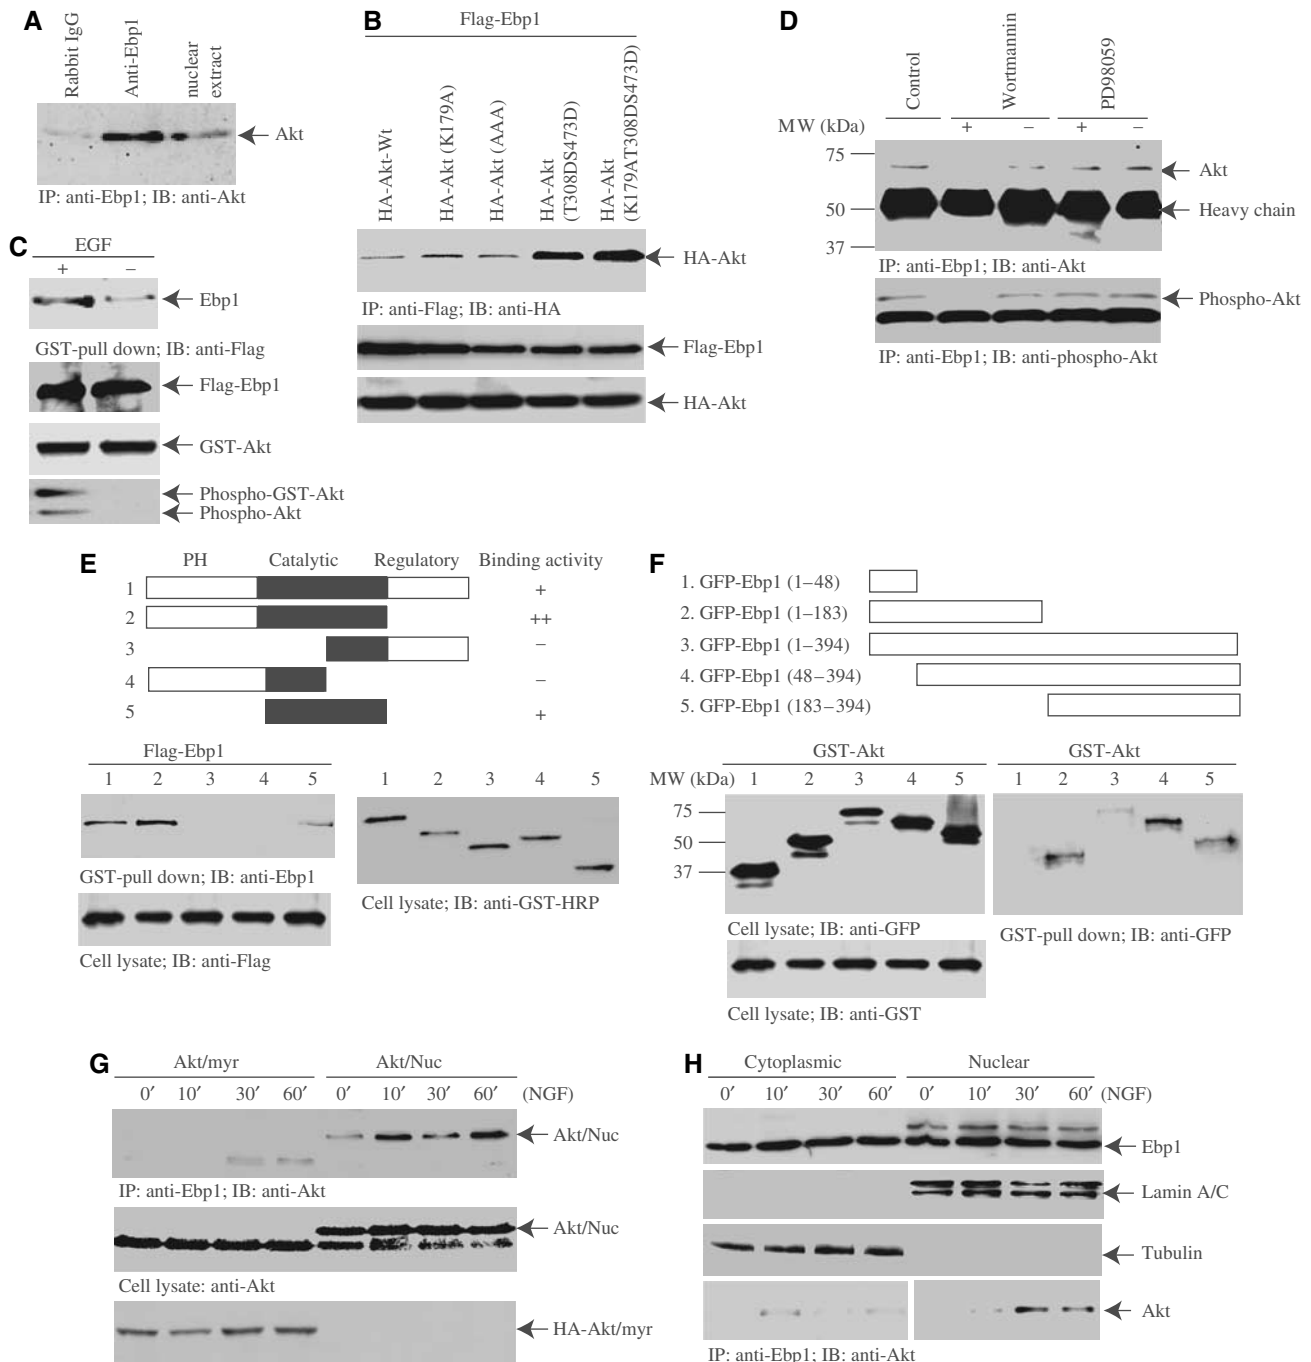 A
Rabbit IgG
Anti-Ebp1
nuclear
extract
Akt
IP: anti-Ebp1; IB: anti-Akt
B
Flag-Ebp1
HA-Akt-Wt
HA-Akt (K179A)
HA-Akt (AAA)
HA-Akt
(T308DS473D)
HA-Akt
(K179AT308DS473D)
HA-Akt
IP: anti-Flag; IB: anti-HA
Flag-Ebp1
HA-Akt
C
EGF
+ −
Ebp1
GST-pull down; IB: anti-Flag
Flag-Ebp1
GST-Akt
Phospho-GST-Akt
Phospho-Akt
D
Control
Wortmannin
PD98059
MW (kDa) + − + −
75
Akt
50
Heavy chain
37
IP: anti-Ebp1; IB: anti-Akt
Phospho-Akt
IP: anti-Ebp1; IB: anti-phospho-Akt
E
PH Catalytic Regulatory Binding activity
1 +
2 ++
3 −
4 −
5 +
Flag-Ebp1
1 2 3 4 5
GST-pull down; IB: anti-Ebp1
Cell lysate; IB: anti-Flag
1 2 3 4 5
Cell lysate; IB: anti-GST-HRP
F
1. GFP-Ebp1 (1–48)
2. GFP-Ebp1 (1–183)
3. GFP-Ebp1 (1–394)
4. GFP-Ebp1 (48–394)
5. GFP-Ebp1 (183–394)
GST-Akt
MW (kDa) 1 2 3 4 5
75
50
37
Cell lysate; IB: anti-GFP
Cell lysate; IB: anti-GST
GST-Akt
1 2 3 4 5
GST-pull down; IB: anti-GFP
G
Akt/myr Akt/Nuc
0′ 10′ 30′ 60′ 0′ 10′ 30′ 60′ (NGF)
Akt/Nuc
IP: anti-Ebp1; IB: anti-Akt
Akt/Nuc
Cell lysate: anti-Akt
HA-Akt/myr
H
Cytoplasmic Nuclear
0′ 10′ 30′ 60′ 0′ 10′ 30′ 60′ (NGF)
Ebp1
Lamin A/C
Tubulin
Akt
IP: anti-Ebp1; IB: anti-Akt